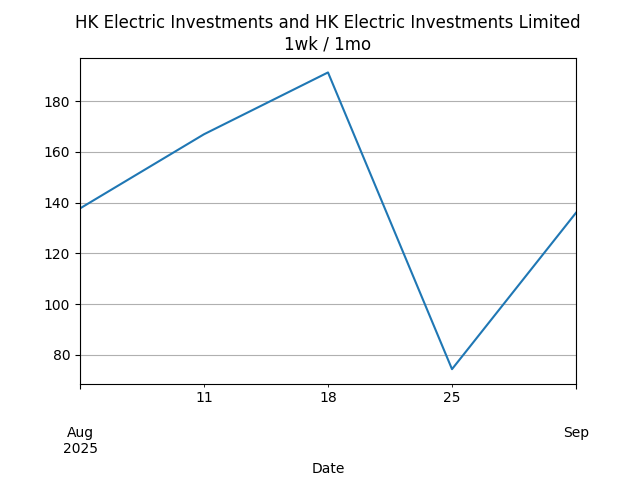 HK Electric Investments and HK Electric Investments Limited
1wk / 1mo
180
160
140
120
100
80
11
18
25
Aug
2025
Sep
Date